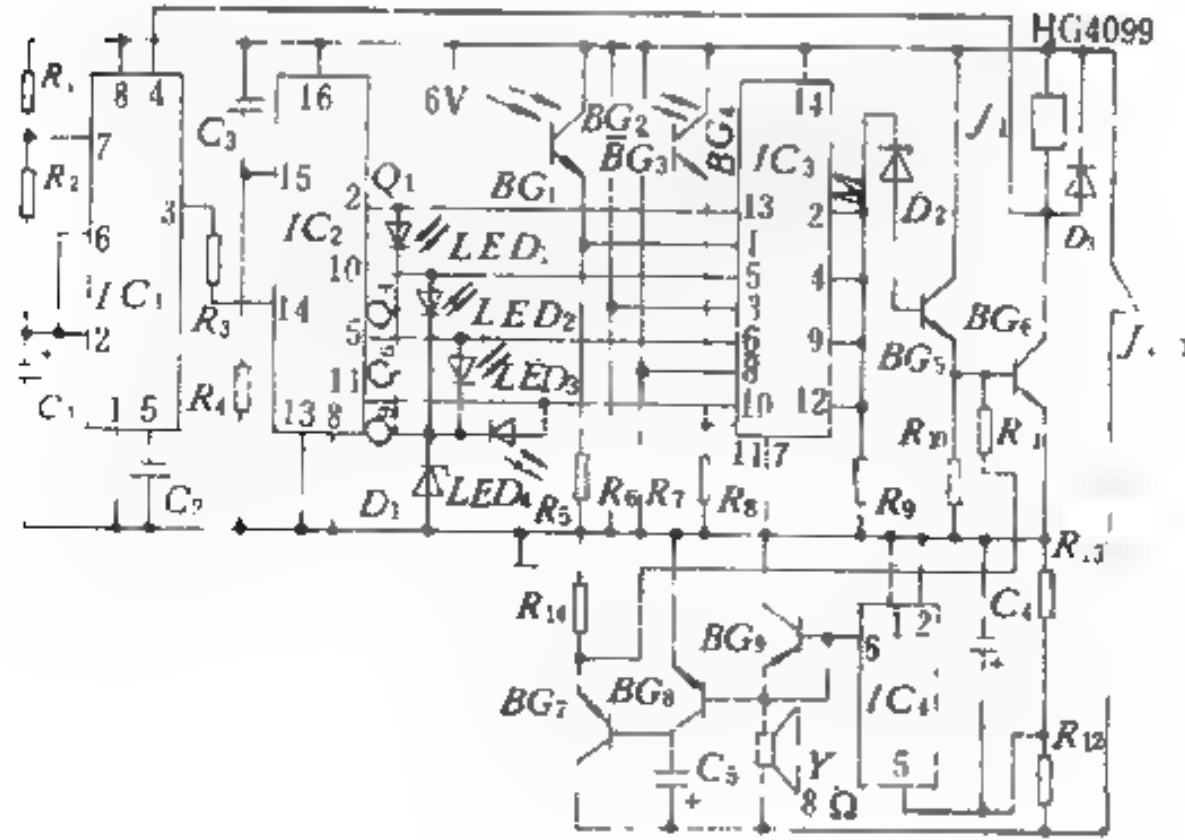 HG4099
R₁
8 4
16
6V
14
C₃
BG₂
BG₃
BG₄
IC₃
J₁
7
R₂
15
Q₁
2
BG₁
13
2
D₂
D₃
3
IC₂
LED₁
1
6
10
5
4
IC₁
R₃
14
LED₂
3
BG₆
2
5
6
9
BG₅
LED₃
8
R₄
11
10
12
C₁
1 5
13 8
R₁₀
C₂
D₁
LED₄
R₅
R₆
R₇
R₈
11 7
R₉
R₁₃
R₁₄
C₄
BG₉
6
1 2
BG₇
BG₈
IC₄
R₁₂
C₅
Y
8Ω
5